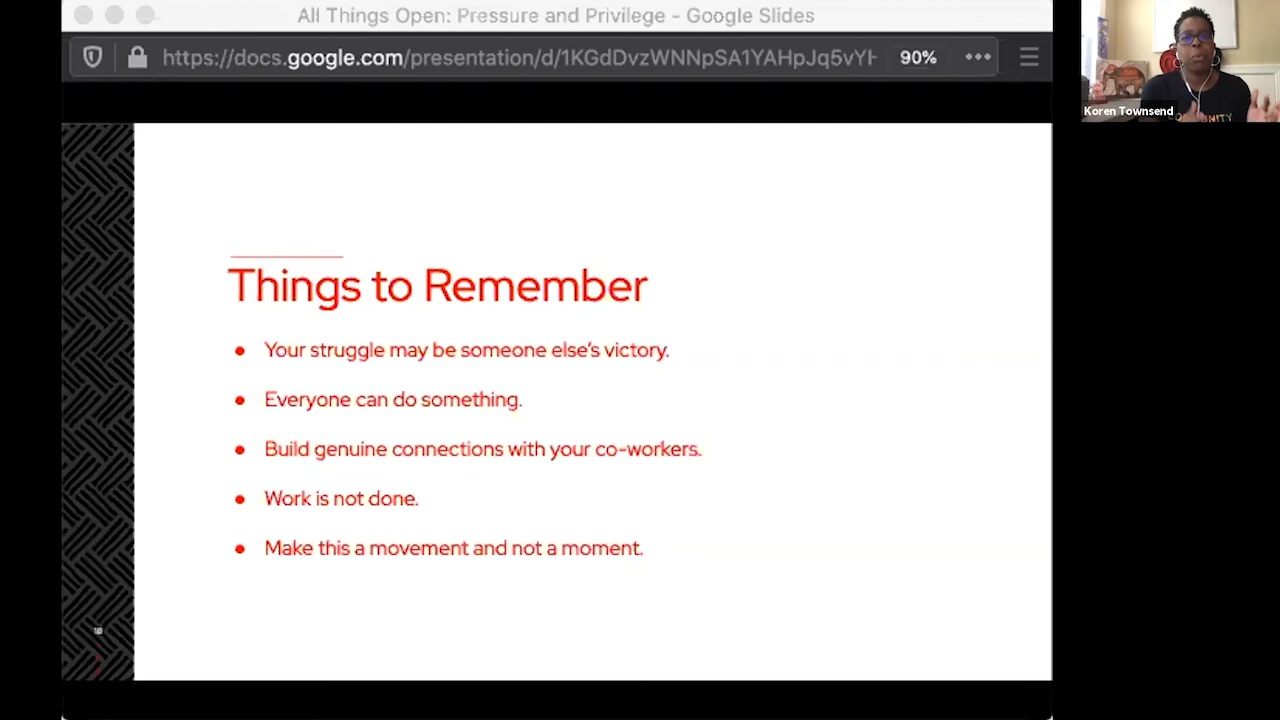 All Things Open: Pressure and Privilege - Google Slides
https://docs.google.com/presentation/d/1KGdDvzWNNpSA1YAHpJq5vYH
90%
Koren Townsend
Things to Remember
● Your struggle may be someone else's victory.
● Everyone can do something.
● Build genuine connections with your co-workers.
● Work is not done.
● Make this a movement and not a moment.